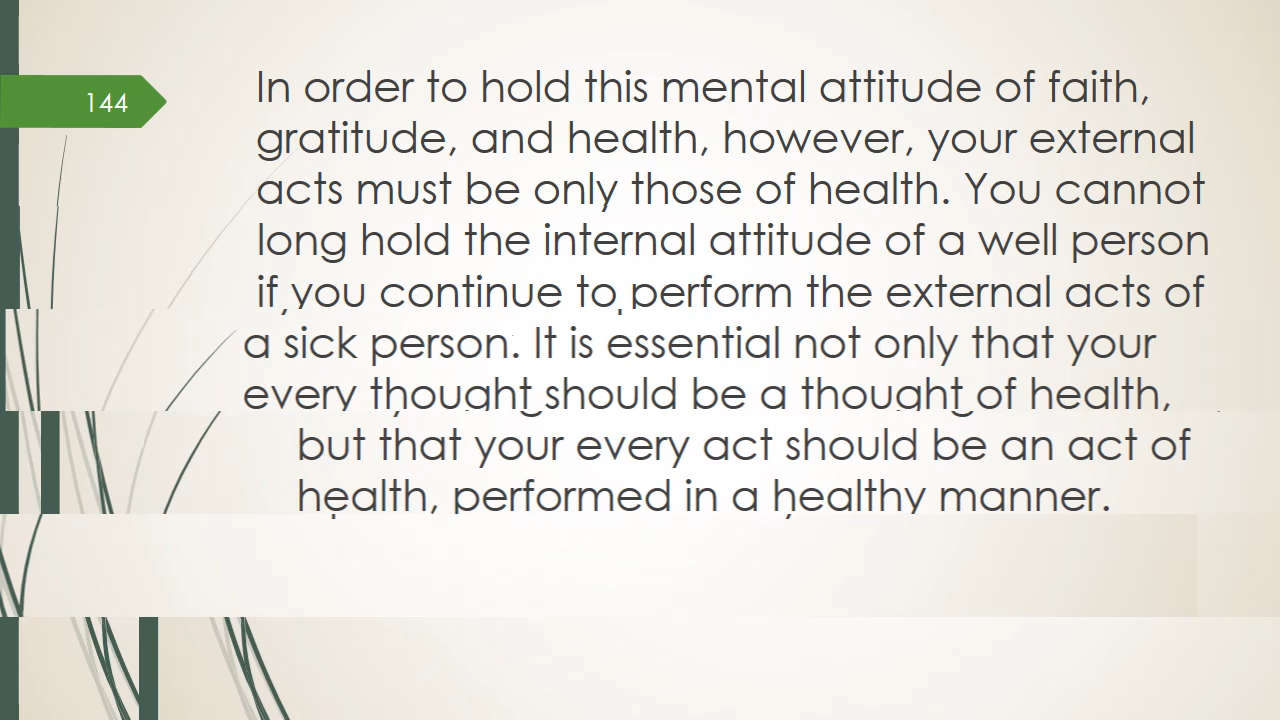 144
In order to hold this mental attitude of faith,
gratitude, and health, however, your external
acts must be only those of health. You cannot
long hold the internal attitude of a well person
if you continue to perform the external acts of
a sick person. It is essential not only that your
every thought should be a thought of health,
but that your every act should be an act of
health, performed in a healthy manner.